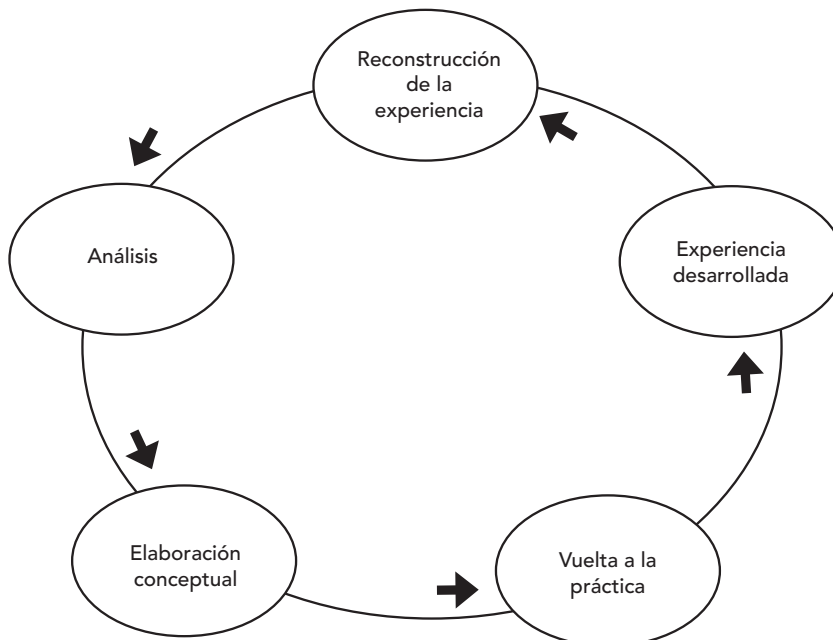 Reconstrucción
de la
experiencia
Análisis
Experiencia
desarrollada
Elaboración
conceptual
Vuelta a la
práctica